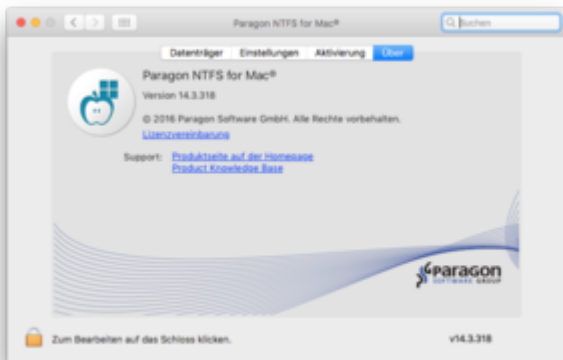 Paragon NTFS for Mac®
Suchen
Datenträger Einstellungen Aktivierung Über
Paragon NTFS for Mac®
Version 14.3.318
© 2016 Paragon Software GmbH. Alle Rechte vorbehalten.
Lizenzvereinbarung
Support: Produktseite auf der Homepage
Product Knowledge Base
Paragon
SOFTWARE GROUP
Zum Bearbeiten auf das Schloss klicken.
v14.3.318